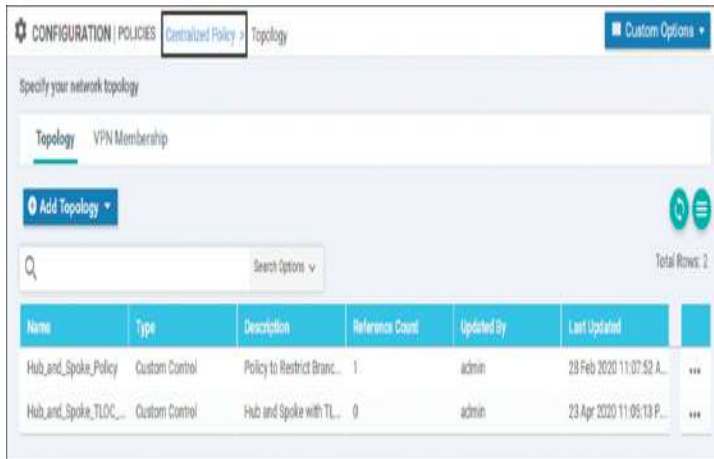 CONFIGURATION | POLICIES Centralized Policy > Topology
Custom Options
Specify your network topology
Topology VPN Membership
Add Topology
Search Options
Total Rows: 2
Name Type Description Reference Count Updated By Last Updated
Hub_and_Spoke_Policy Custom Control Policy to Restrict Branc... 1 admin 28 Feb 2020 11:07:52 A... ...
Hub_and_Spoke_TLOC_... Custom Control Hub and Spoke with TL... 0 admin 23 Apr 2020 11:05:13 P... ...